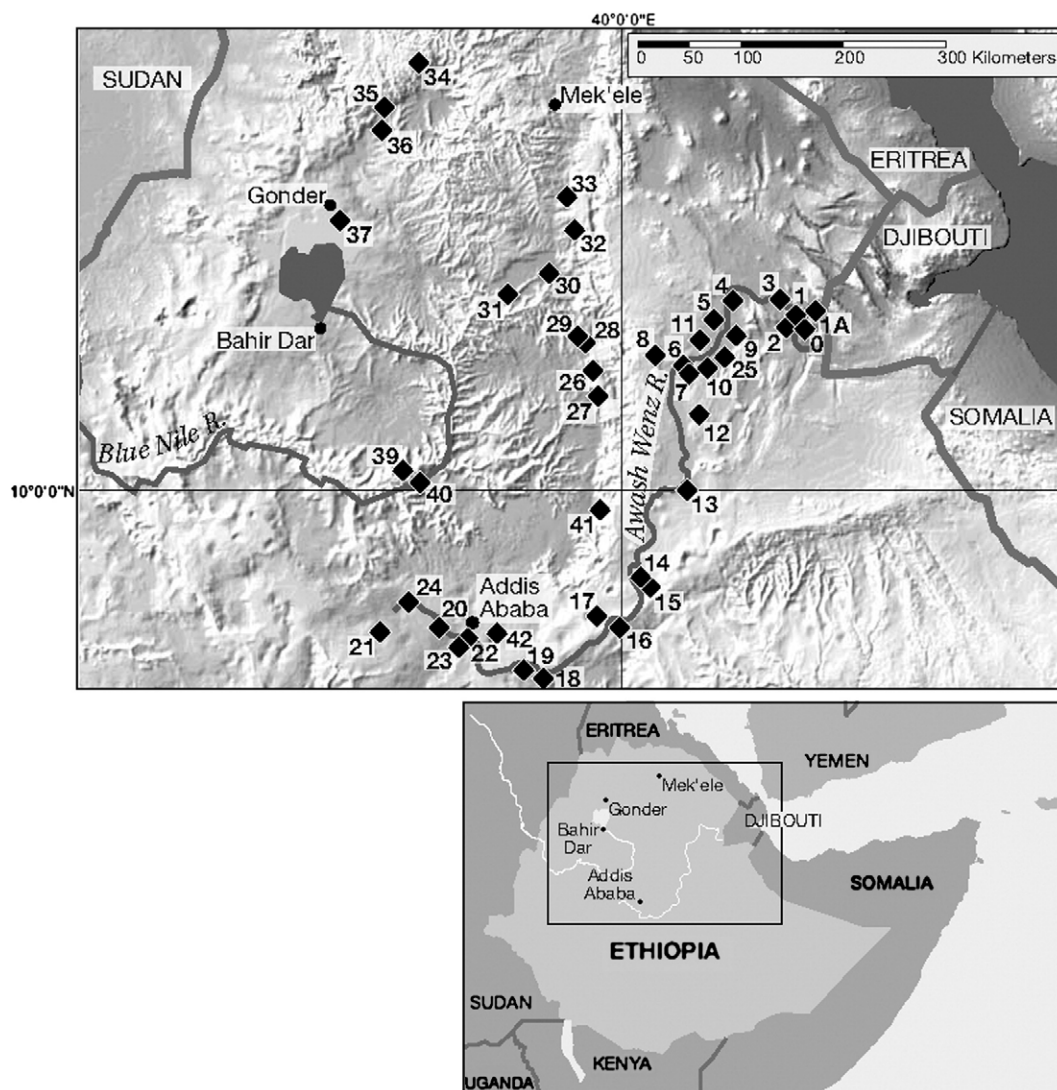 40°0'0"E
0 50 100 200 300 Kilometers
SUDAN
34
35
Mek'ele
36
ERITREA
33
Gonder
37
32
DJIBOUTI
30
31
4 3 1
5
1A
29 28
11
2 0
Bahir Dar
8 6 9
26
7 10 25
27
12
SOMALIA
Blue Nile R.
Awash Wenz R.
39
40
10°0'0"N
13
41
14
15
24
Addis
Ababa
20
17
21
16
23 22 42 19
18
ERITREA
YEMEN
Mek'ele
Gonder
DJIBOUTI
Bahir
Dar
Addis
Ababa
SOMALIA
ETHIOPIA
SUDAN
KENYA
UGANDA